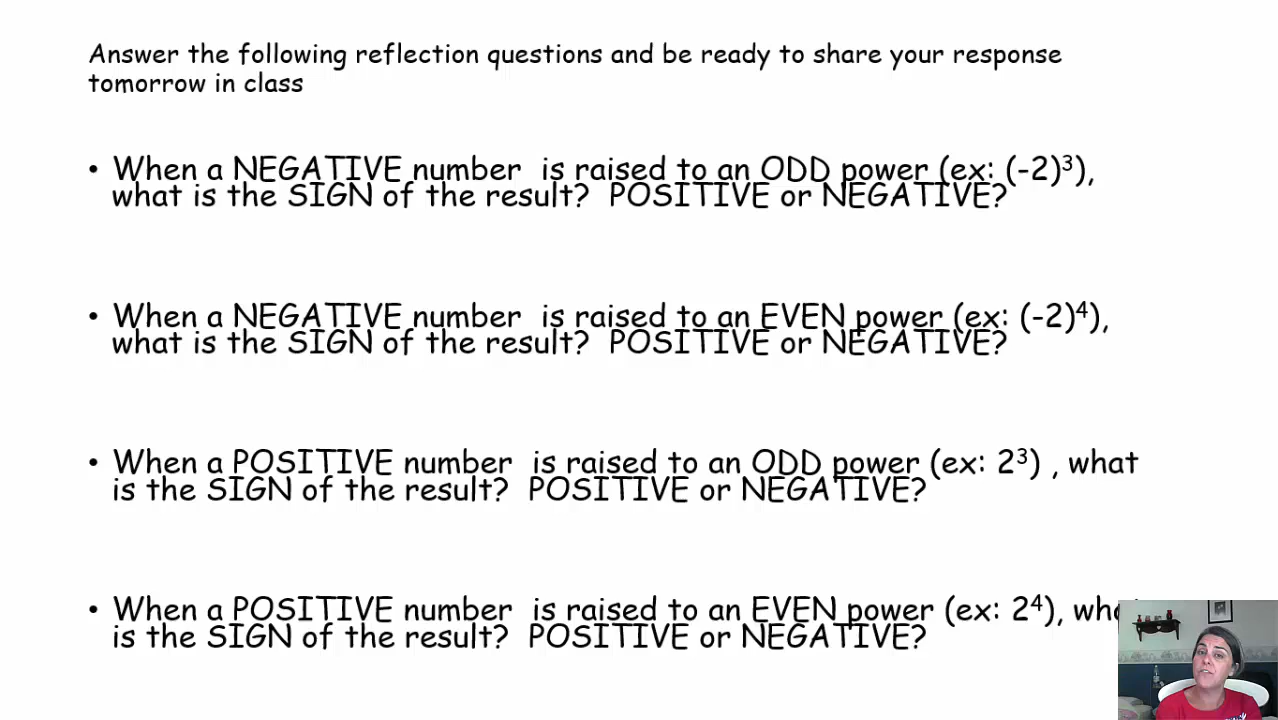 Answer the following reflection questions and be ready to share your response
tomorrow in class
• When a NEGATIVE number is raised to an ODD power (ex: (-2)³),
what is the SIGN of the result? POSITIVE or NEGATIVE?
• When a NEGATIVE number is raised to an EVEN power (ex: (-2)⁴),
what is the SIGN of the result? POSITIVE or NEGATIVE?
• When a POSITIVE number is raised to an ODD power (ex: 2³) , what
is the SIGN of the result? POSITIVE or NEGATIVE?
• When a POSITIVE number is raised to an EVEN power (ex: 2⁴),
is the SIGN of the result? POSITIVE or NEGATIVE?